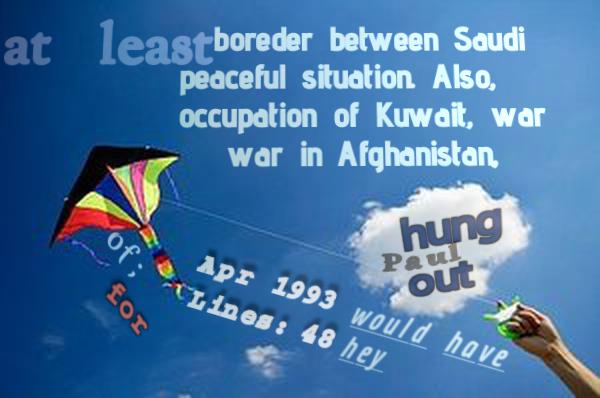 at least
boreder between Saudi
peaceful situation. Also,
occupation of Kuwait, war
war in Afghanistan,
hung
Paul
out
of;
for
Apr 1993
Lines: 48
would have
hey